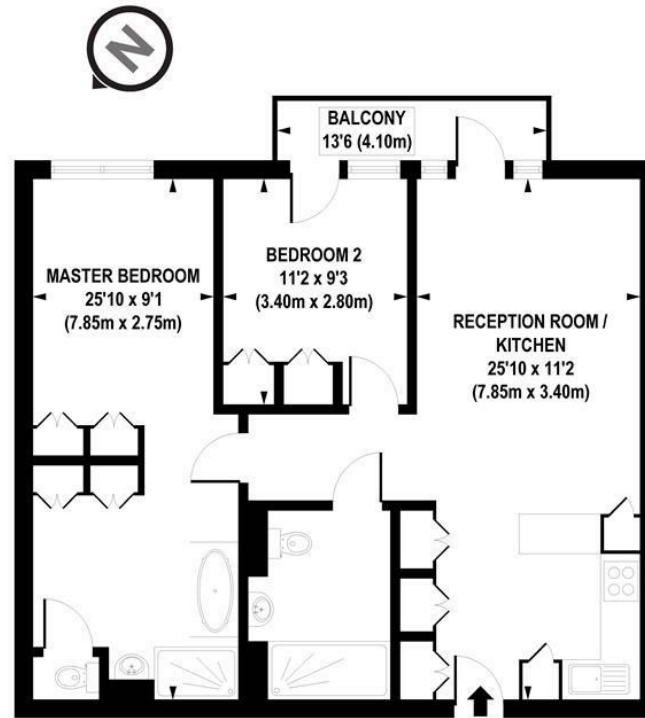 N
BALCONY
13'6 (4.10m)
MASTER BEDROOM
25'10 x 9'1
(7.85m x 2.75m)
BEDROOM 2
11'2 x 9'3
(3.40m x 2.80m)
RECEPTION ROOM /
KITCHEN
25'10 x 11'2
(7.85m x 3.40m)